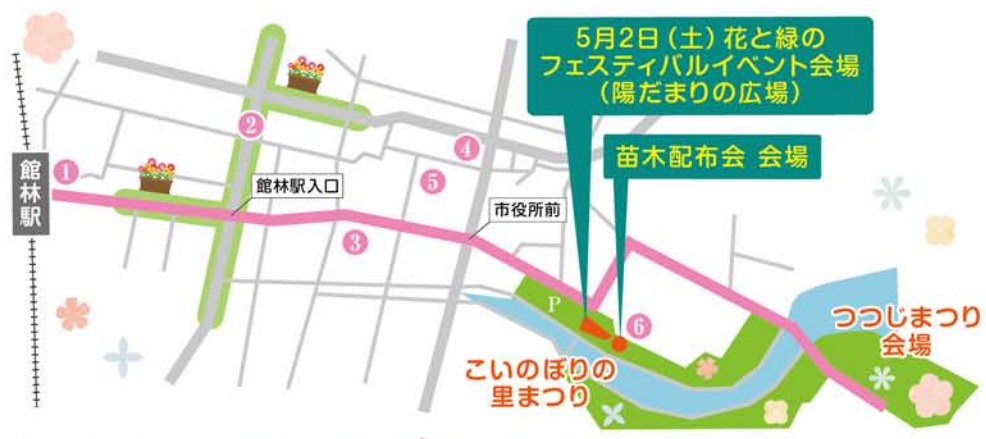 5月2日(土)花と緑の
フェスティバルイベント会場
(陽だまりの広場)
苗木配布会 会場
館林駅
1
2
4
5
館林駅入口
市役所前
3
P
6
つつじまつり
会場
こいのぼりの
里まつり